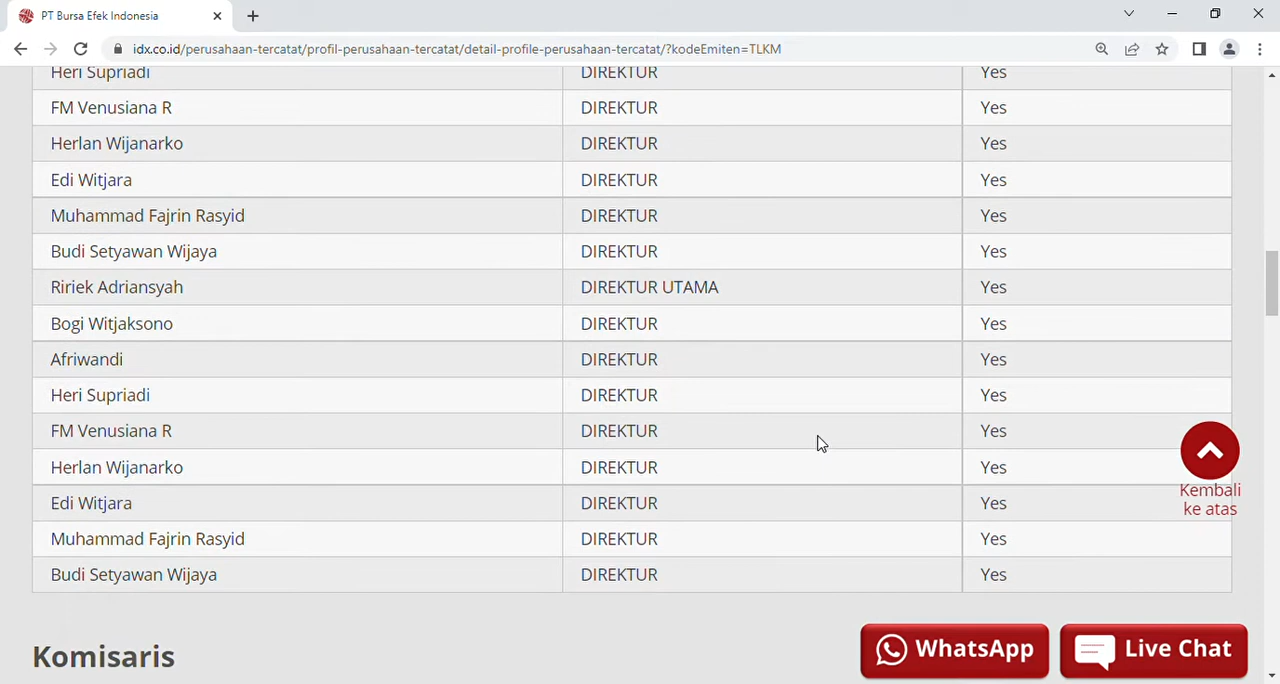 PT Bursa Efek Indonesia
idx.co.id/perusahaan-tercatat/profil-perusahaan-tercatat/detail-profile-perusahaan-tercatat/?kodeEmiten=TLKM
Heri Supriadi DIREKTUR Yes
FM Venusiana R DIREKTUR Yes
Herlan Wijanarko DIREKTUR Yes
Edi Witjara DIREKTUR Yes
Muhammad Fajrin Rasyid DIREKTUR Yes
Budi Setyawan Wijaya DIREKTUR Yes
Ririek Adriansyah DIREKTUR UTAMA Yes
Bogi Witjaksono DIREKTUR Yes
Afriwandi DIREKTUR Yes
Heri Supriadi DIREKTUR Yes
FM Venusiana R DIREKTUR Yes
Herlan Wijanarko DIREKTUR Yes
Edi Witjara DIREKTUR Yes
Muhammad Fajrin Rasyid DIREKTUR Yes
Budi Setyawan Wijaya DIREKTUR Yes
Kembali
ke atas
Komisaris
WhatsApp
Live Chat